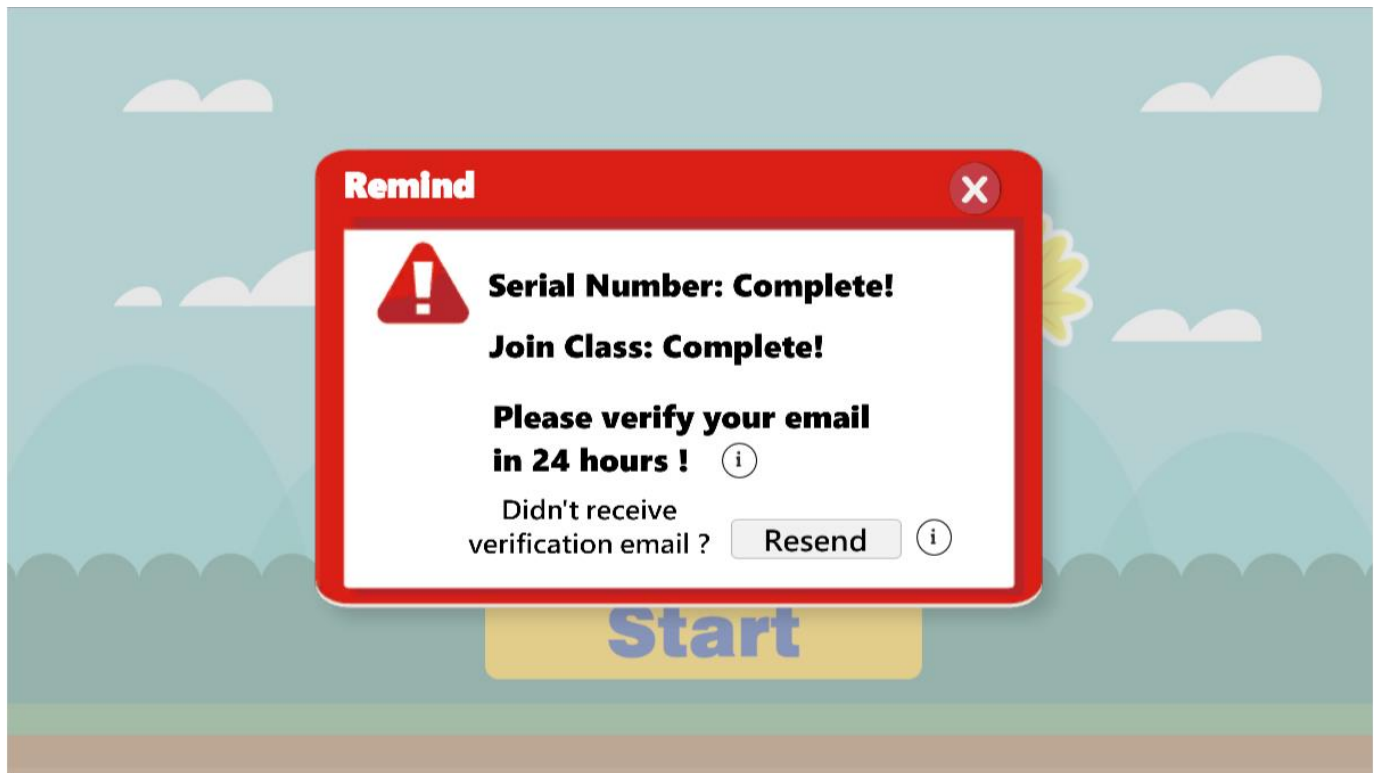 Remind
Serial Number: Complete!
Join Class: Complete!
Please verify your email
in 24 hours !
Didn't receive
verification email ?
Resend
Start